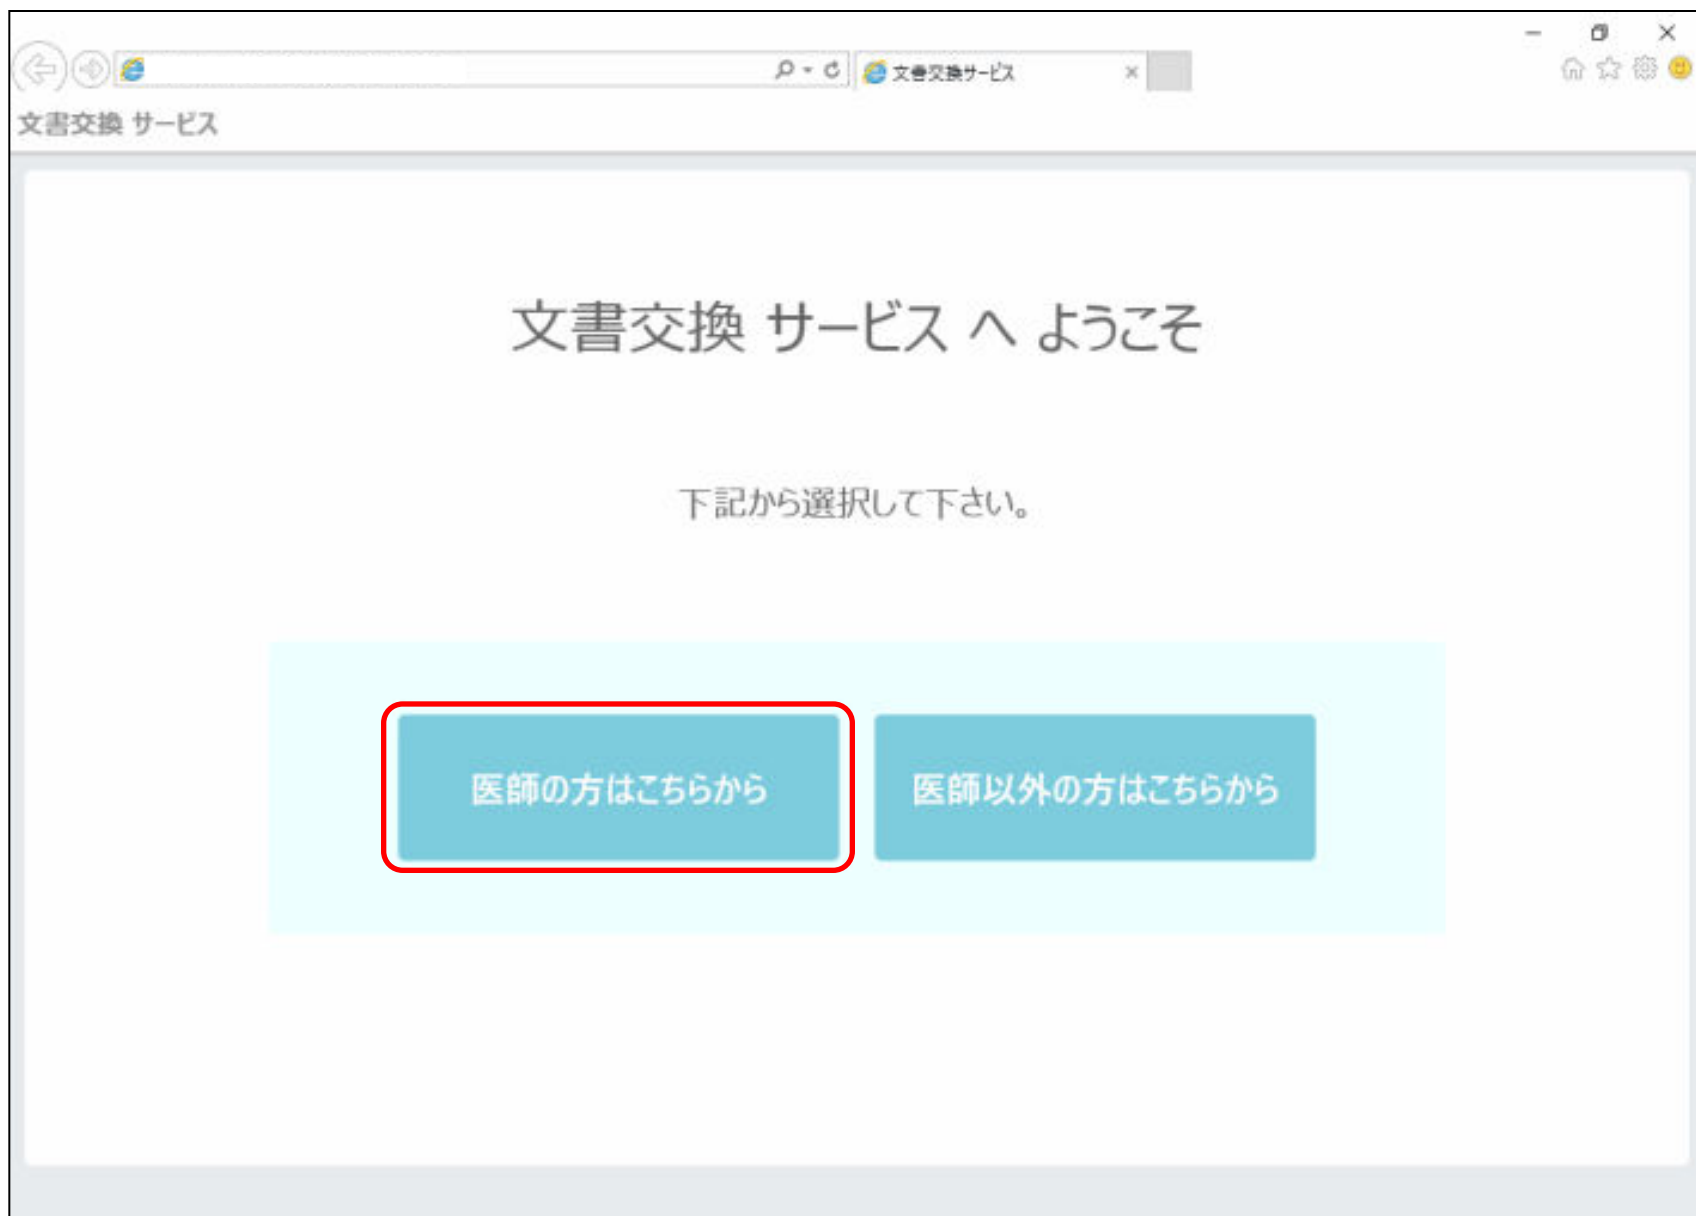 文書交換サービス
文書交換 サービス
文書交換 サービス へ ようこそ
下記から選択して下さい。
医師の方はこちらから
医師以外の方はこちらから